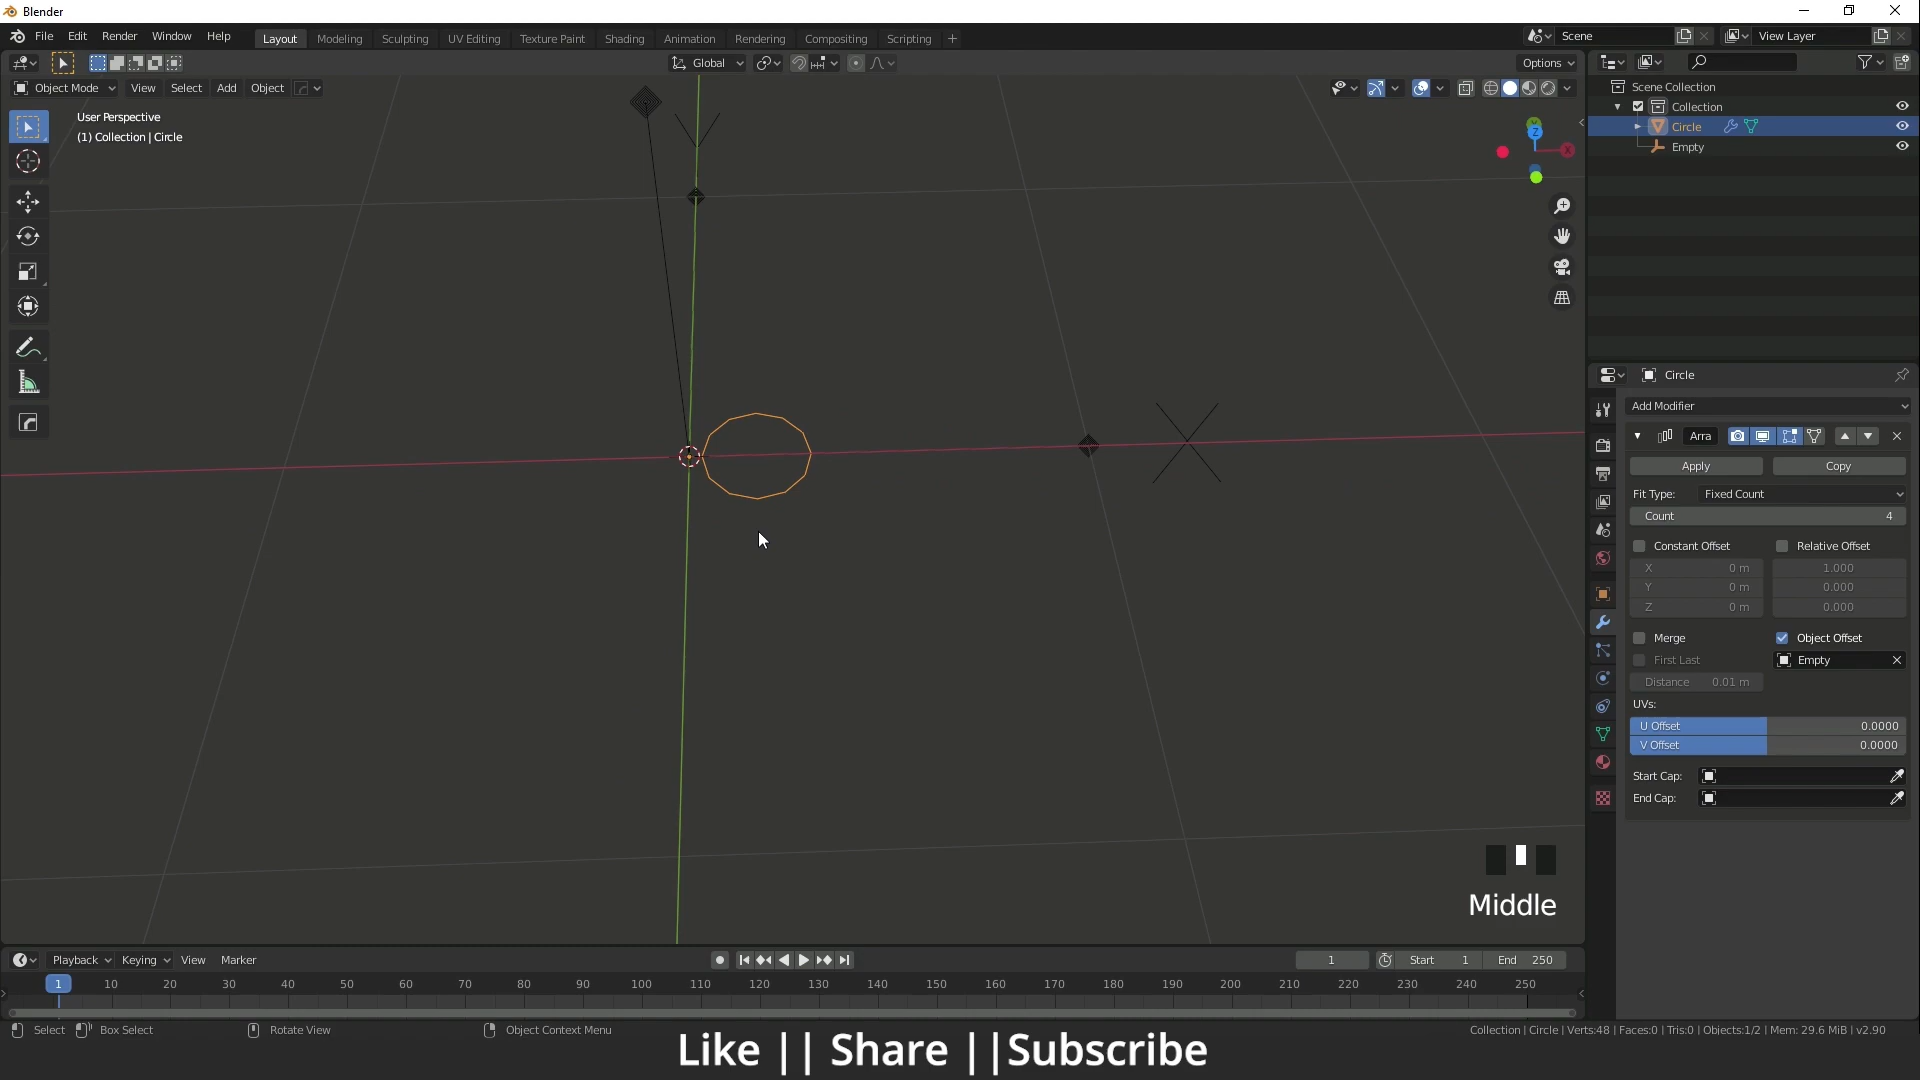 Blender
File Edit Render Window Help Layout Modeling Sculpting UV Editing Texture Paint Shading Animation Rendering Compositing Scripting + Scene View Layer
Global Options
Object Mode View Select Add Object
User Perspective
(1) Collection | Circle
Z
X
Scene Collection
Collection
Circle
Empty
Circle
Add Modifier
Arra
Apply Copy
Fit Type: Fixed Count
Count 4
Constant Offset Relative Offset
X 0 m 1.000
Y 0 m 0.000
Z 0 m 0.000
Merge Object Offset
First Last Empty
Distance 0.01 m
UVs:
U Offset 0.0000
V Offset 0.0000
Start Cap:
End Cap:
Middle
Playback Keying View Marker 1 Start 1 End 250
1 10 20 30 40 50 60 70 80 90 100 110 120 130 140 150 160 170 180 190 200 210 220 230 240 250
Select Box Select Rotate View Object Context Menu Collection | Circle | Verts:48 | Faces:0 | Tris:0 | Objects:1/2 | Mem: 29.6 MiB | v2.90
Like || Share ||Subscribe